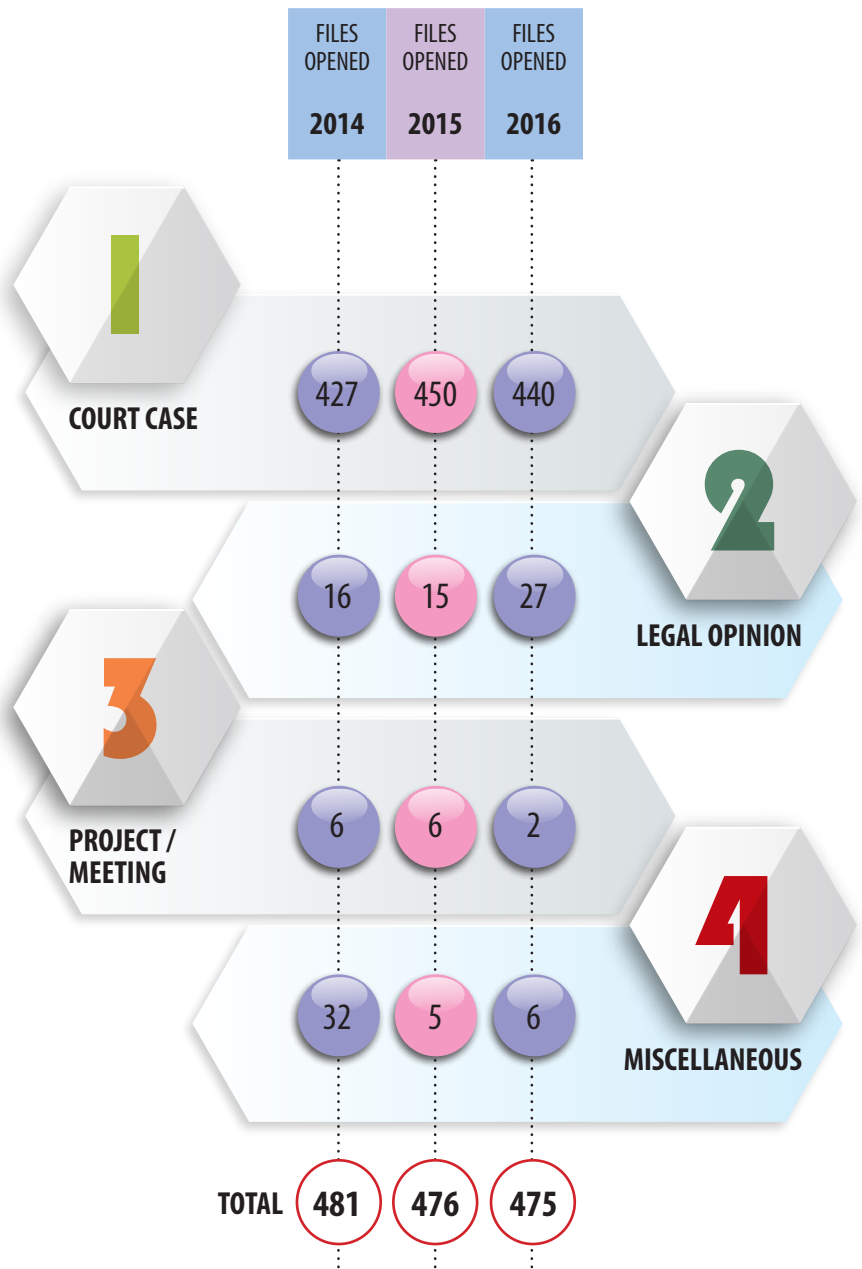 FILES OPENED 2014
FILES OPENED 2015
FILES OPENED 2016
1
COURT CASE
427 450 440
2
LEGAL OPINION
16 15 27
3
PROJECT /
MEETING
6 6 2
4
MISCELLANEOUS
32 5 6
TOTAL 481 476 475